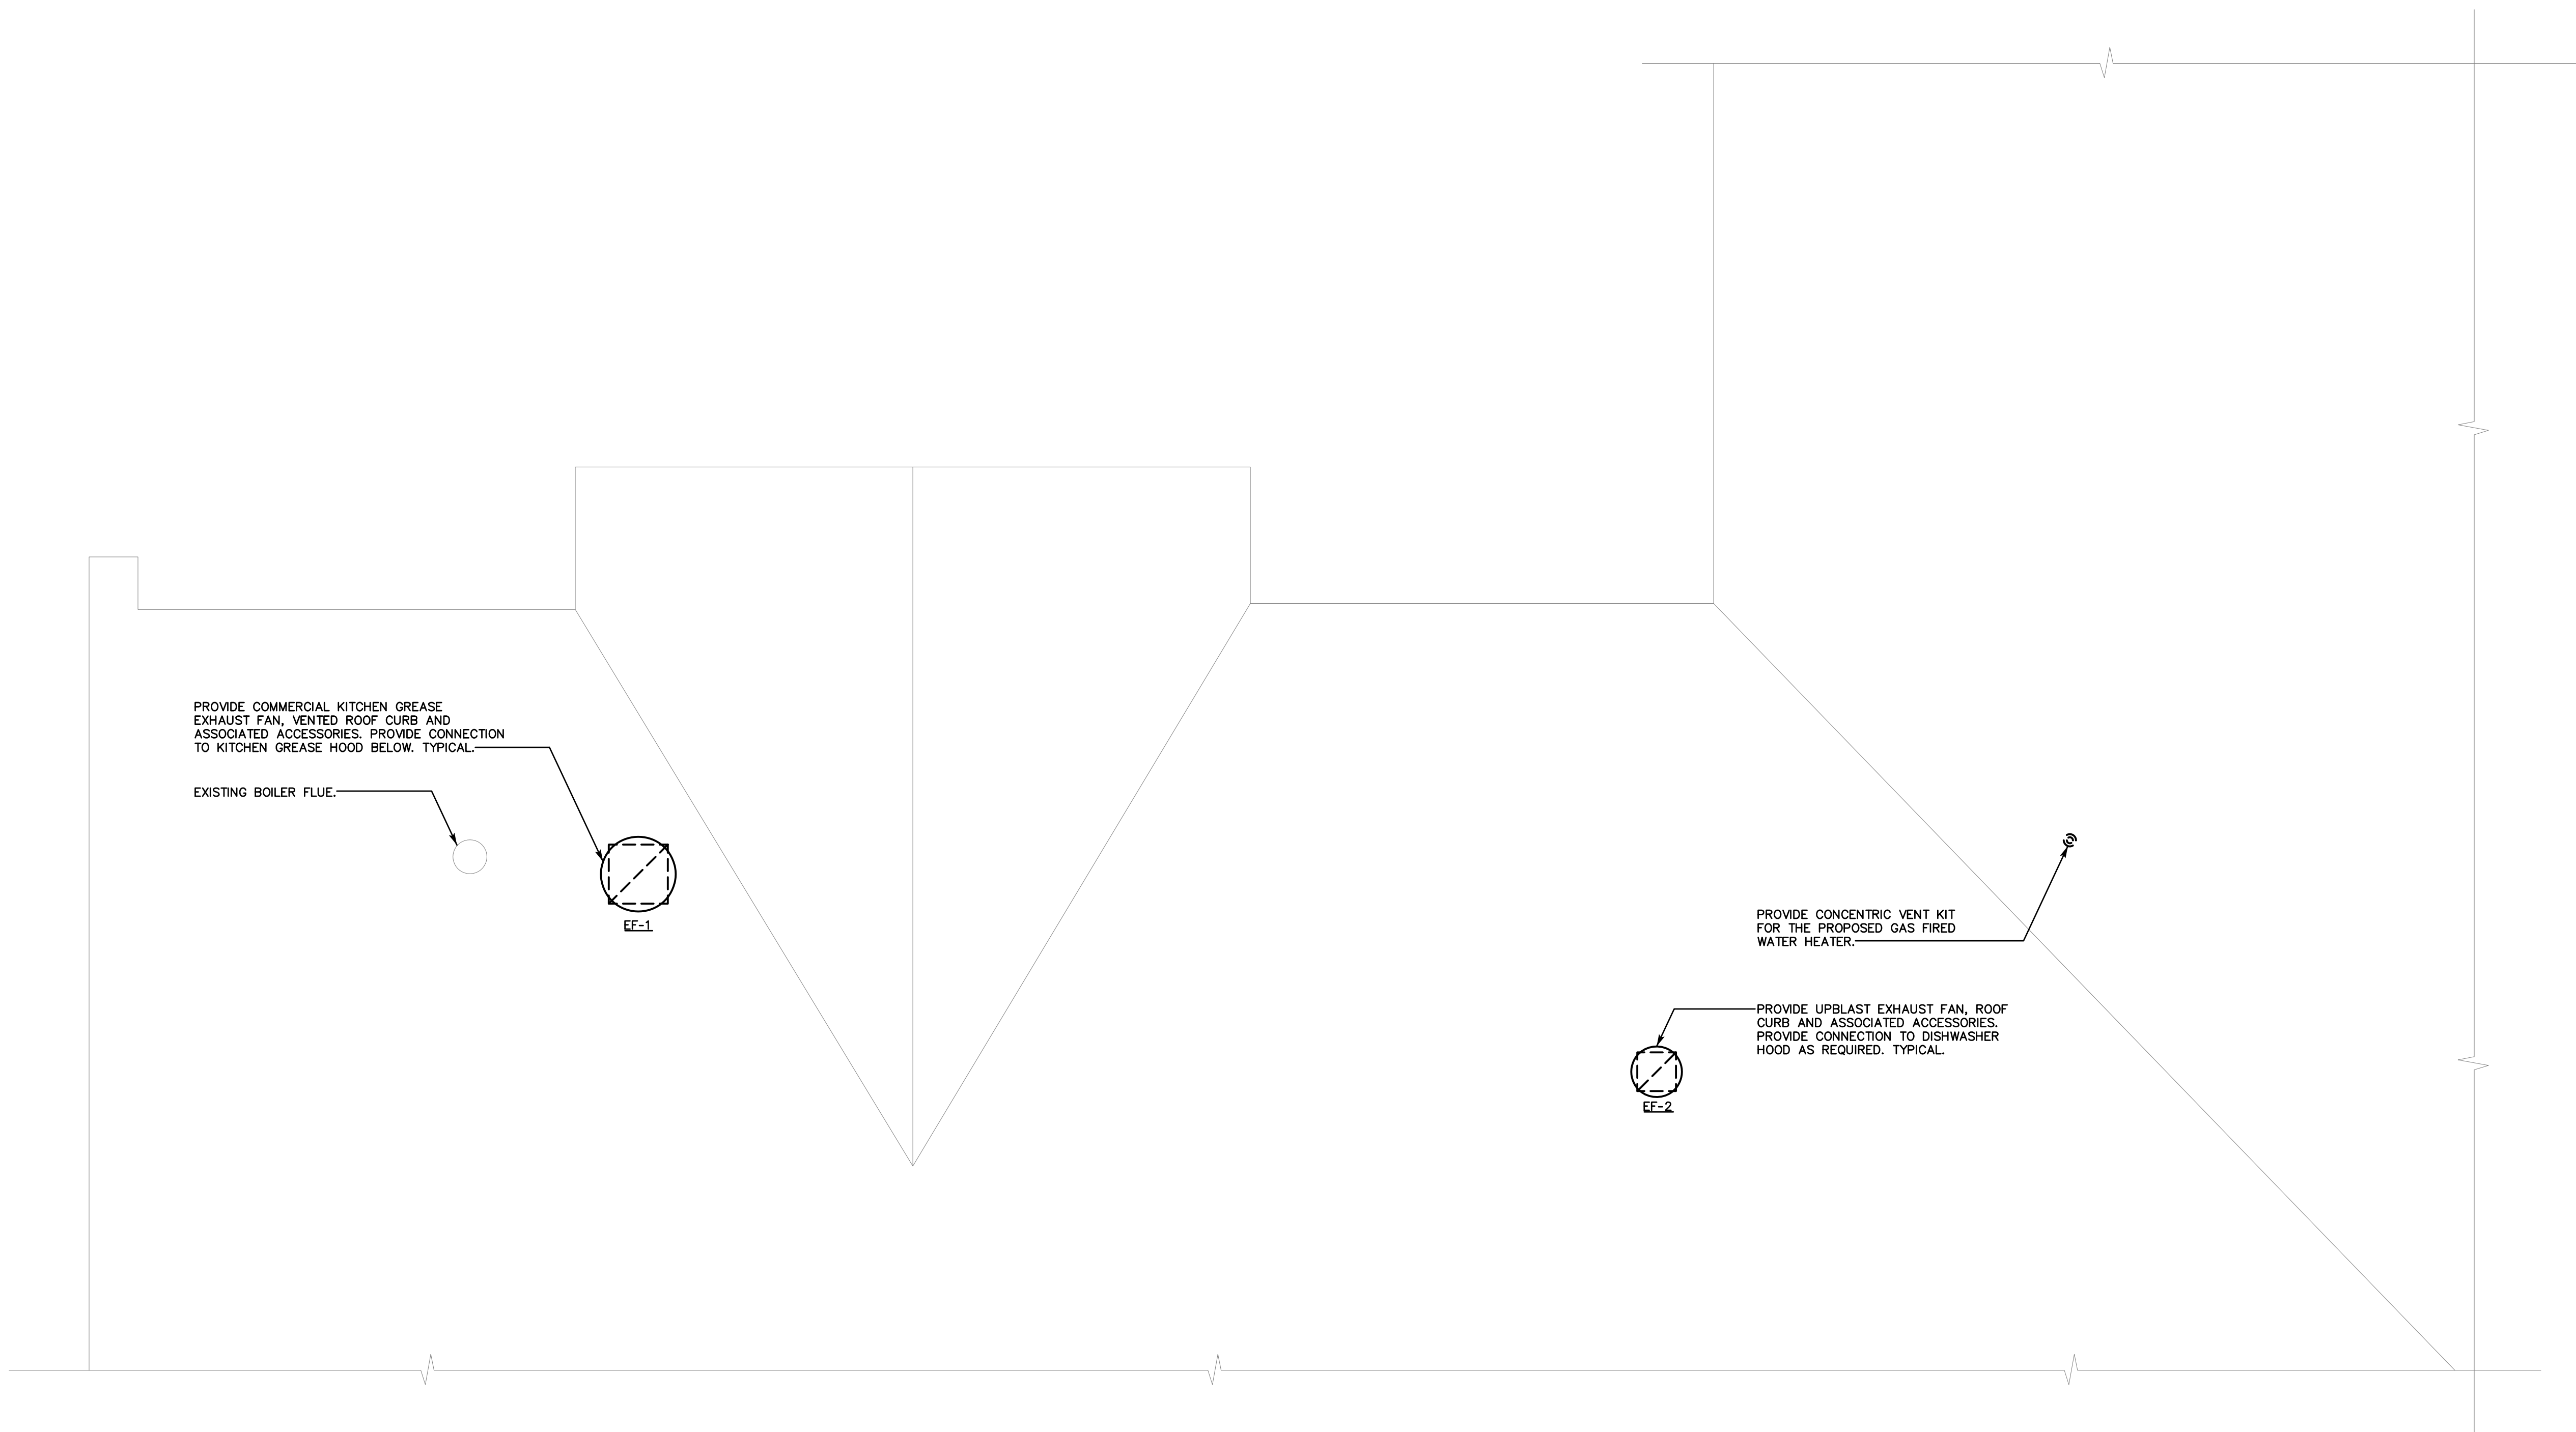 PROVIDE COMMERCIAL KITCHEN GREASE
EXHAUST FAN, VENTED ROOF CURB AND
ASSOCIATED ACCESSORIES. PROVIDE CONNECTION
TO KITCHEN GREASE HOOD BELOW. TYPICAL.
EXISTING BOILER FLUE.
EF-1
PROVIDE CONCENTRIC VENT KIT
FOR THE PROPOSED GAS FIRED
WATER HEATER.
PROVIDE UPBLAST EXHAUST FAN, ROOF
CURB AND ASSOCIATED ACCESSORIES.
PROVIDE CONNECTION TO DISHWASHER
HOOD AS REQUIRED. TYPICAL.
EF-2